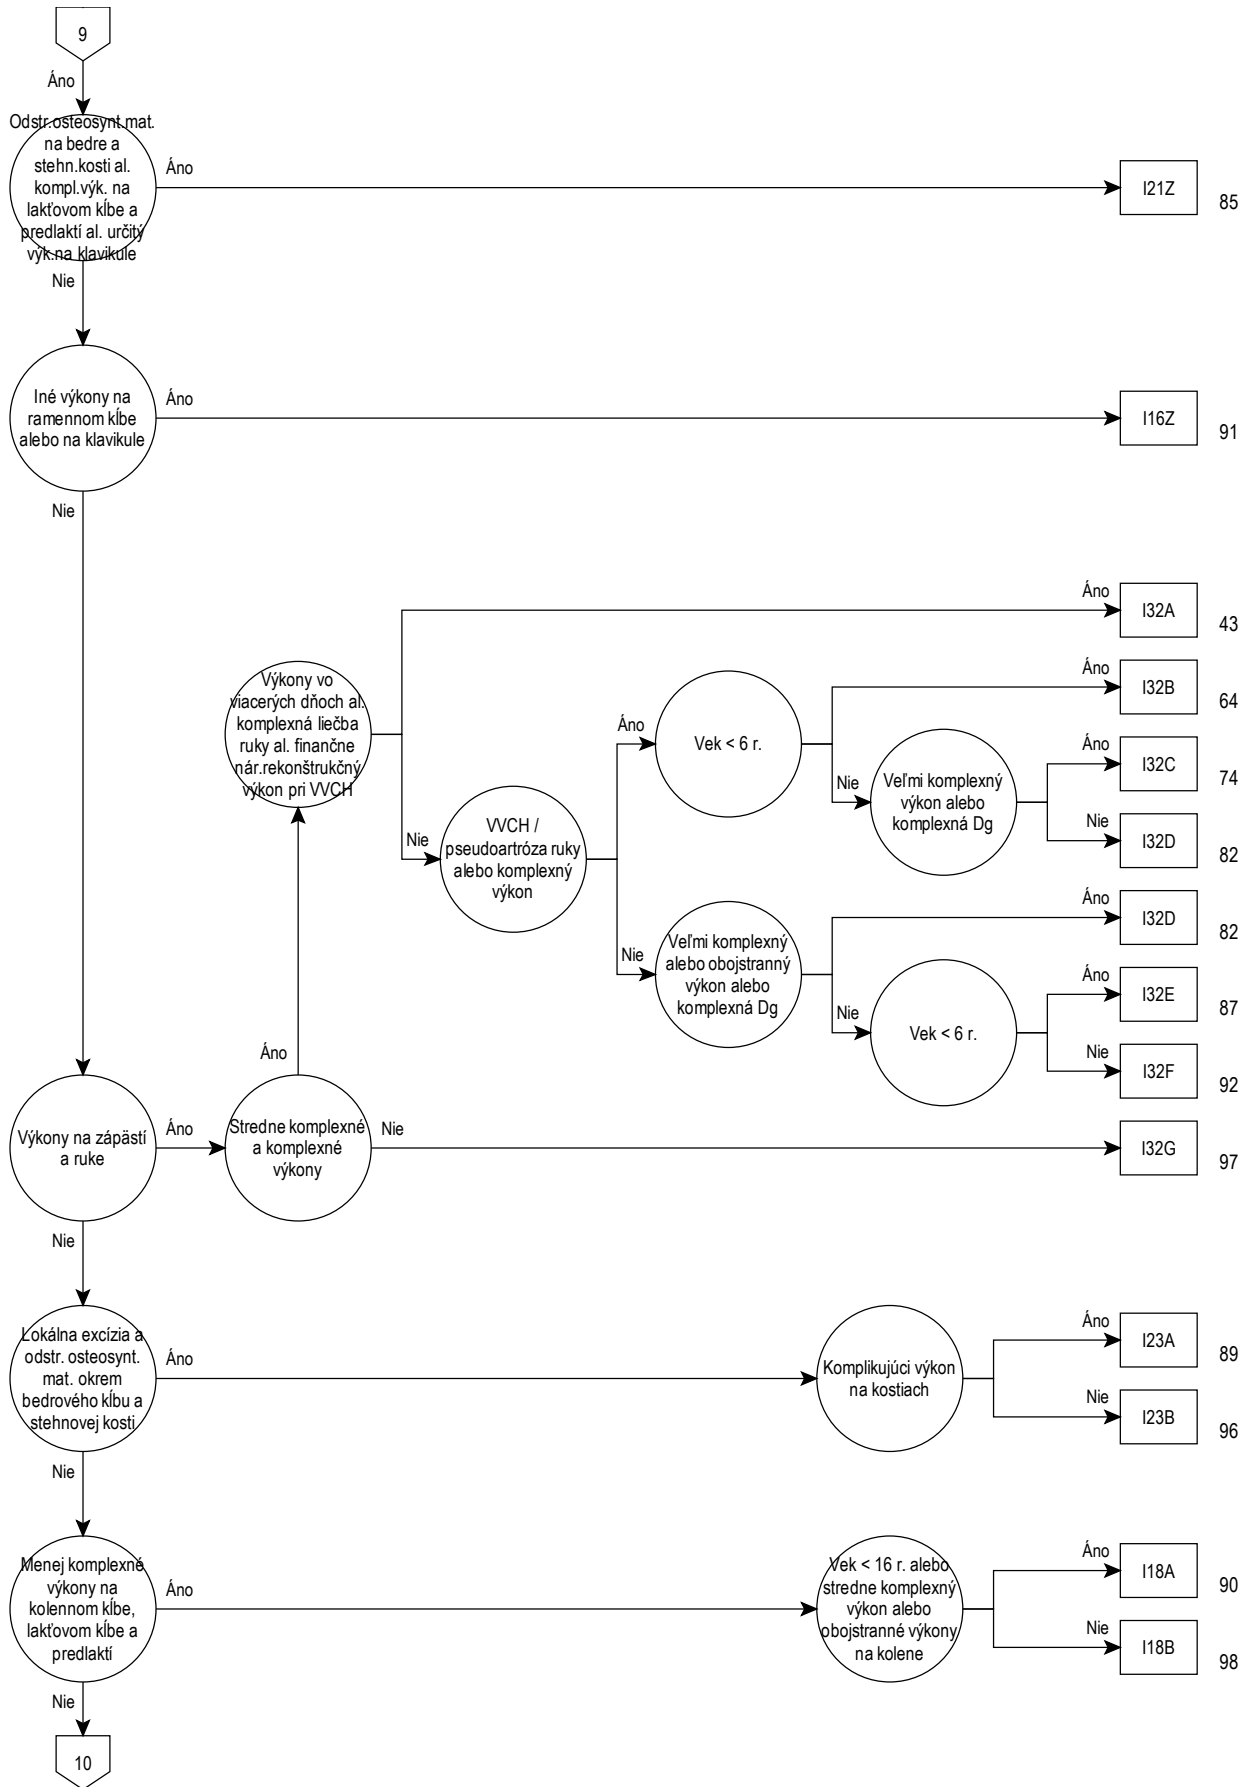 9
Áno
Odstr.osteosynt.mat.
na bedre a
stehn.kosti al.
kompl.výk. na
lakťovom kĺbe a
predlaktí al. určitý
výk.na klavikule
Áno
I21Z
85
Nie
Iné výkony na
ramennom kĺbe
alebo na klavikule
Áno
I16Z
91
Nie
Výkony vo
viacerých dňoch al.
komplexná liečba
ruky al. finančne
nár.rekonštrukčný
výkon pri VVCH
Áno
I32A
43
Nie
VVCH /
pseudoartróza ruky
alebo komplexný
výkon
Áno
Vek < 6 r.
Áno
I32B
64
Nie
Veľmi komplexný
výkon alebo
komplexná Dg
Áno
I32C
74
Nie
I32D
82
Nie
Veľmi komplexný
alebo obojstranný
výkon alebo
komplexná Dg
Áno
I32D
82
Nie
Vek < 6 r.
Áno
I32E
87
Nie
I32F
92
Áno
Výkony na zápästí
a ruke
Áno
Stredne komplexné
a komplexné
výkony
Nie
I32G
97
Nie
Lokálna excízia a
odstr. osteosynt.
mat. okrem
bedrového kĺbu a
stehnovej kosti
Áno
Komplikujúci výkon
na kostiach
Áno
I23A
89
Nie
I23B
96
Nie
Menej komplexné
výkony na
kolennom kĺbe,
lakťovom kĺbe a
predlaktí
Áno
Vek < 16 r. alebo
stredne komplexný
výkon alebo
obojstranné výkony
na kolene
Áno
I18A
90
Nie
I18B
98
Nie
10